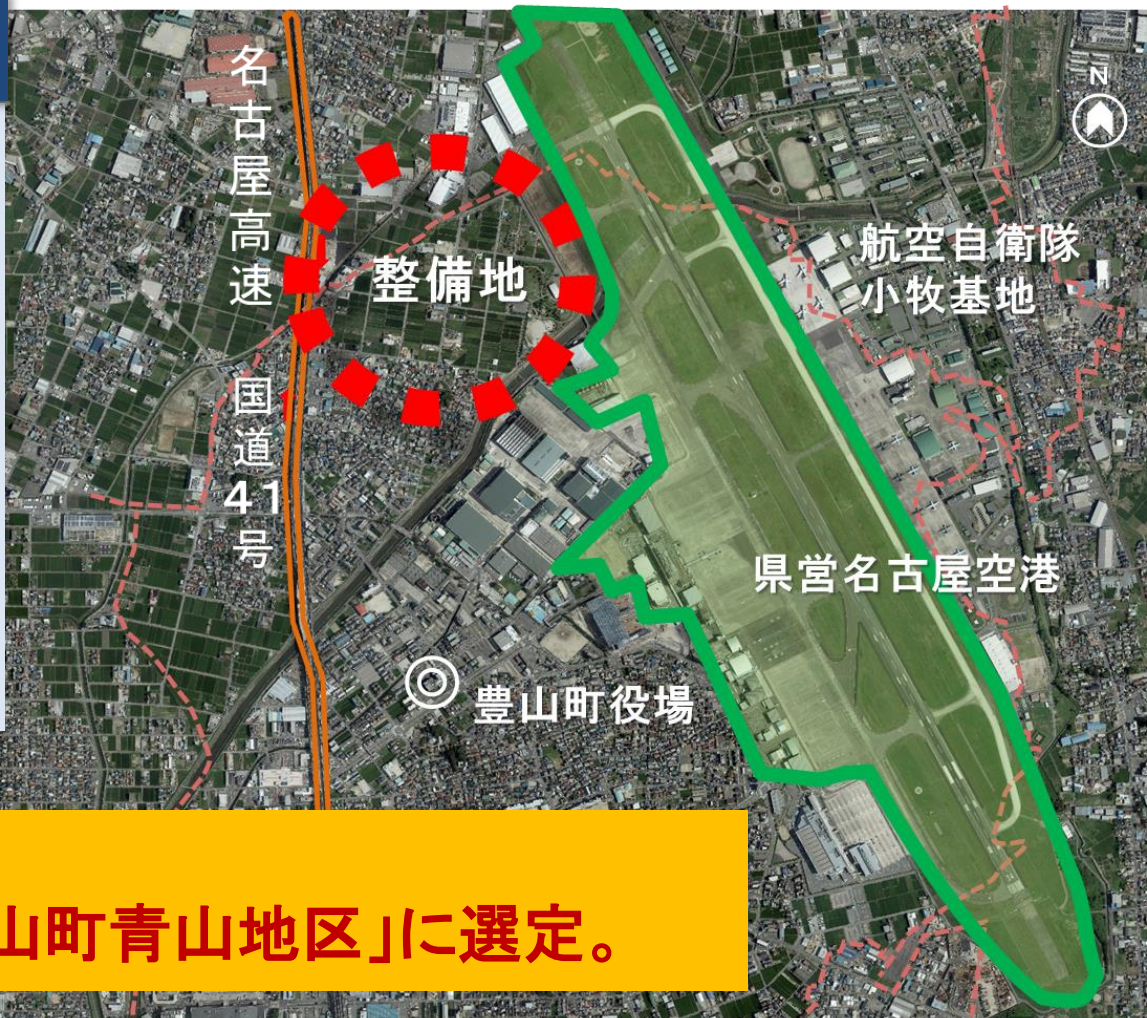 名古屋高速
国道41号
整備地
N
航空自衛隊
小牧基地
県営名古屋空港
豊山町役場
山町青山地区」に選定。